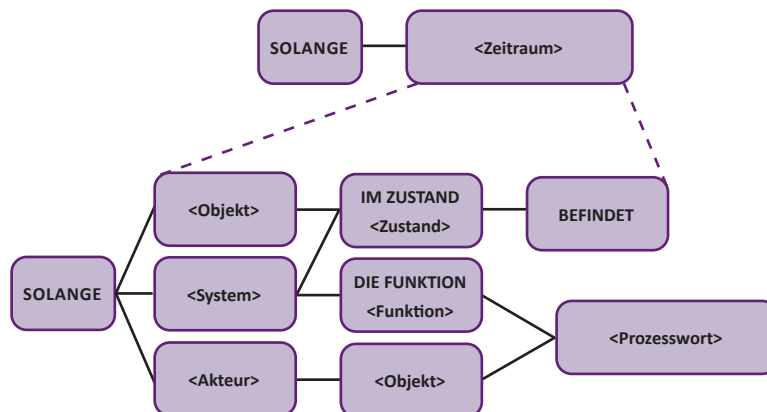 SOLANGE
<Zeitraum>
<Objekt>
IM ZUSTAND
<Zustand>
BEFINDET
SOLANGE
<System>
DIE FUNKTION
<Funktion>
<Prozesswort>
<Akteur>
<Objekt>